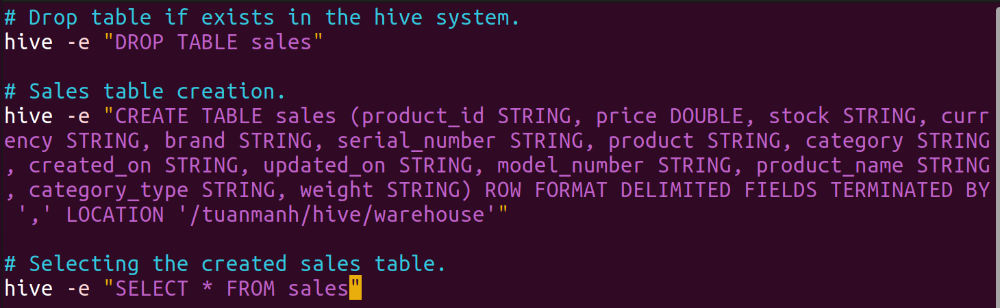 # Drop table if exists in the hive system.
hive -e "DROP TABLE sales"
# Sales table creation.
hive -e "CREATE TABLE sales (product_id STRING, price DOUBLE, stock STRING, curr
ency STRING, brand STRING, serial_number STRING, product STRING, category STRING
, created_on STRING, updated_on STRING, model_number STRING, product_name STRING
, category_type STRING, weight STRING) ROW FORMAT DELIMITED FIELDS TERMINATED BY
 ',' LOCATION '/tuanmanh/hive/warehouse'"
# Selecting the created sales table.
hive -e "SELECT * FROM sales"